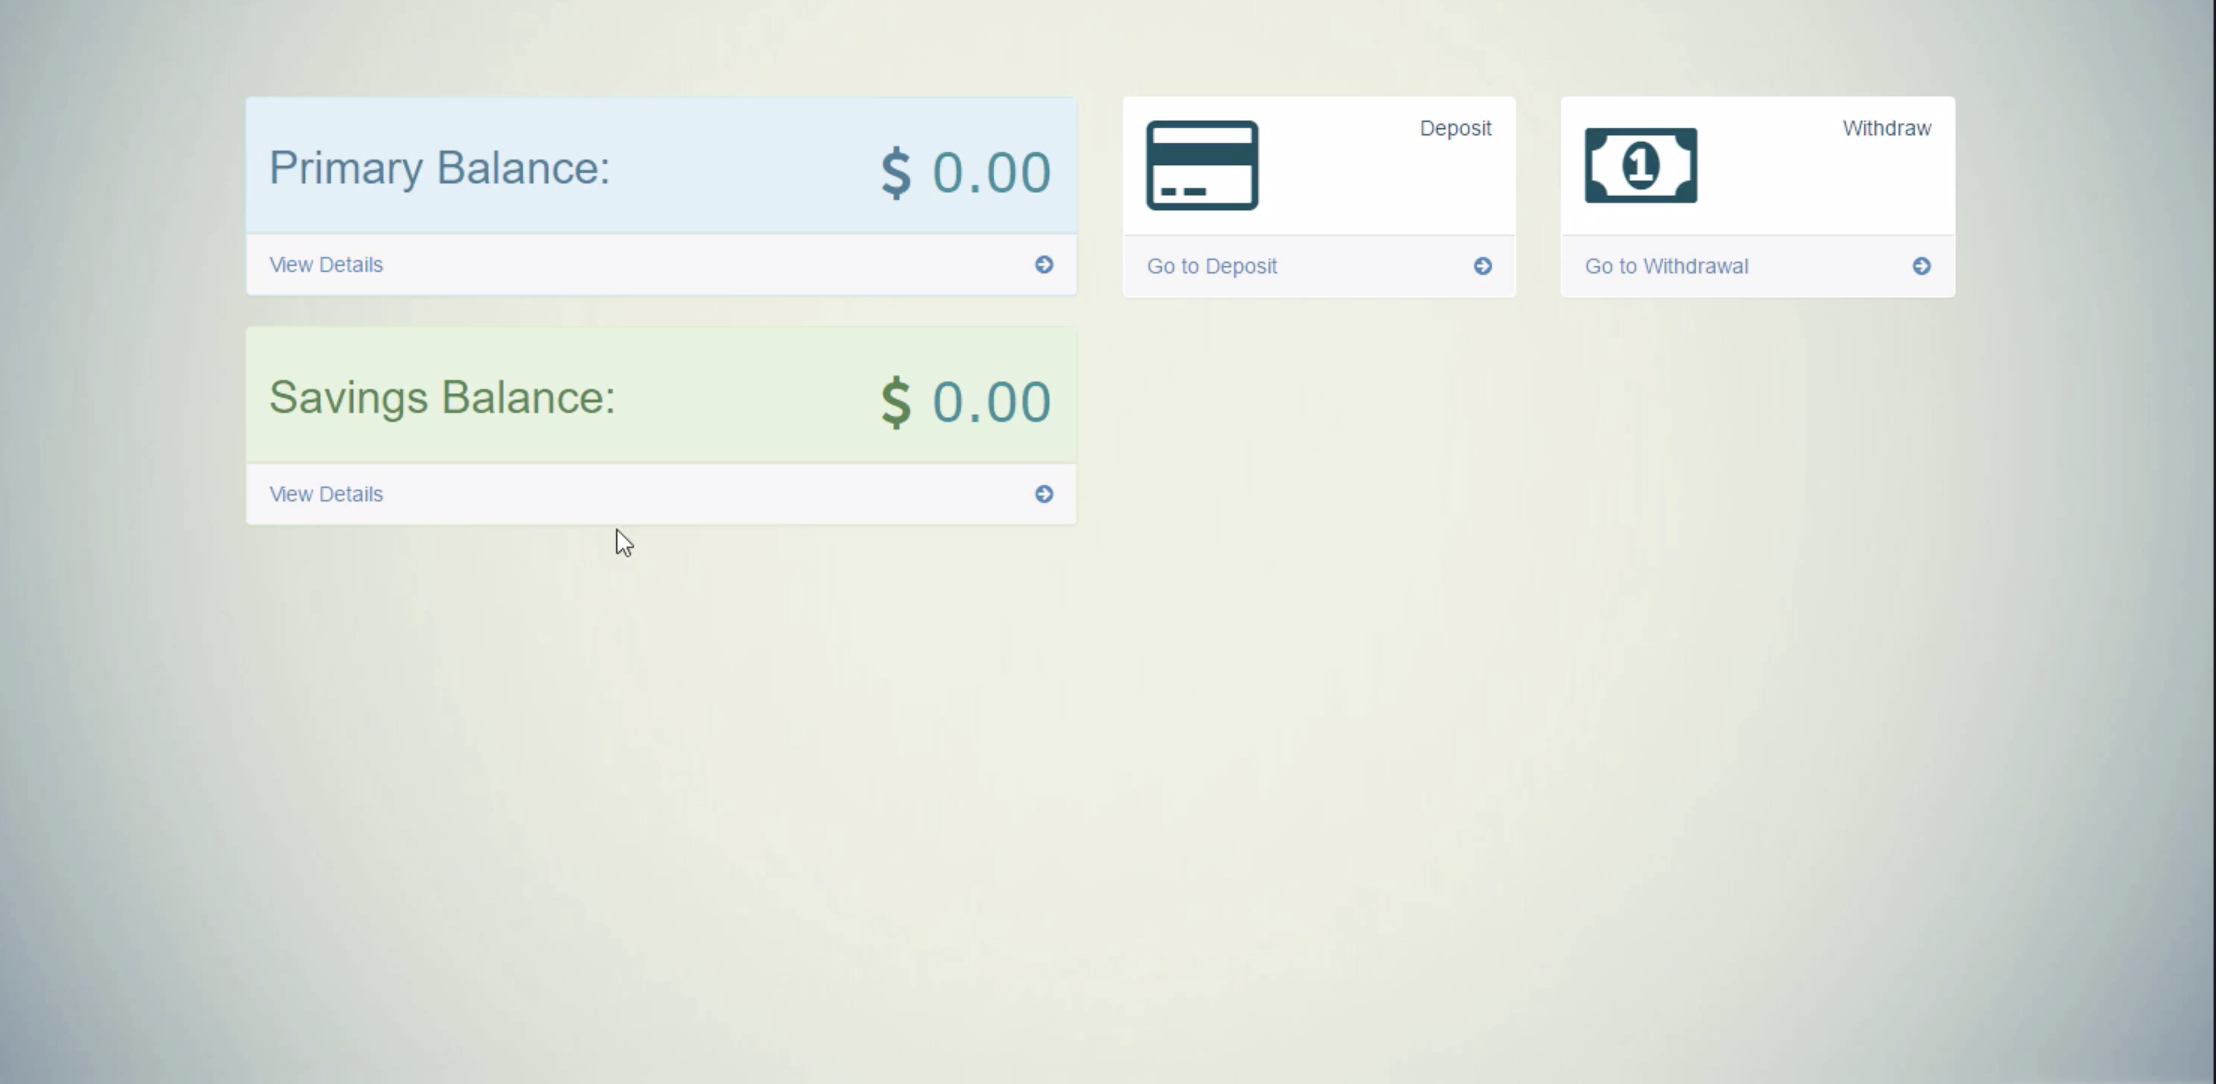 Primary Balance: $ 0.00
View Details
Deposit
Go to Deposit
Withdraw
1
Go to Withdrawal
Savings Balance: $ 0.00
View Details